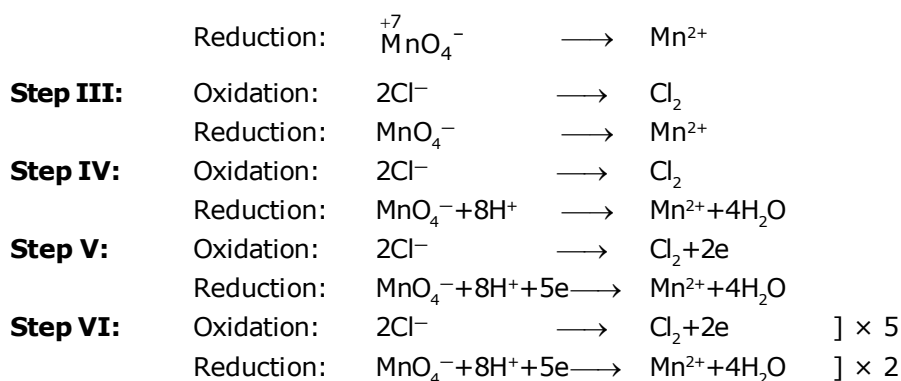 +7
Reduction: MnO₄⁻ ⟶ Mn²⁺
Step III: Oxidation: 2Cl⁻ ⟶ Cl₂
Reduction: MnO₄⁻ ⟶ Mn²⁺
Step IV: Oxidation: 2Cl⁻ ⟶ Cl₂
Reduction: MnO₄⁻+8H⁺ ⟶ Mn²⁺+4H₂O
Step V: Oxidation: 2Cl⁻ ⟶ Cl₂+2e
Reduction: MnO₄⁻+8H⁺+5e⟶ Mn²⁺+4H₂O
Step VI: Oxidation: 2Cl⁻ ⟶ Cl₂+2e ] × 5
Reduction: MnO₄⁻+8H⁺+5e⟶ Mn²⁺+4H₂O ] × 2